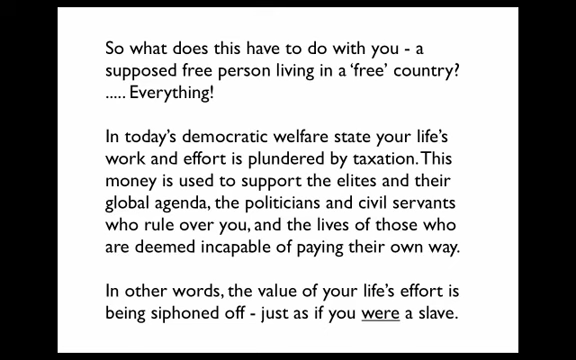 So what does this have to do with you - a
supposed free person living in a ‘free’ country?
..... Everything!
In today’s democratic welfare state your life’s
work and effort is plundered by taxation. This
money is used to support the elites and their
global agenda, the politicians and civil servants
who rule over you, and the lives of those who
are deemed incapable of paying their own way.
In other words, the value of your life’s effort is
being siphoned off - just as if you were a slave.